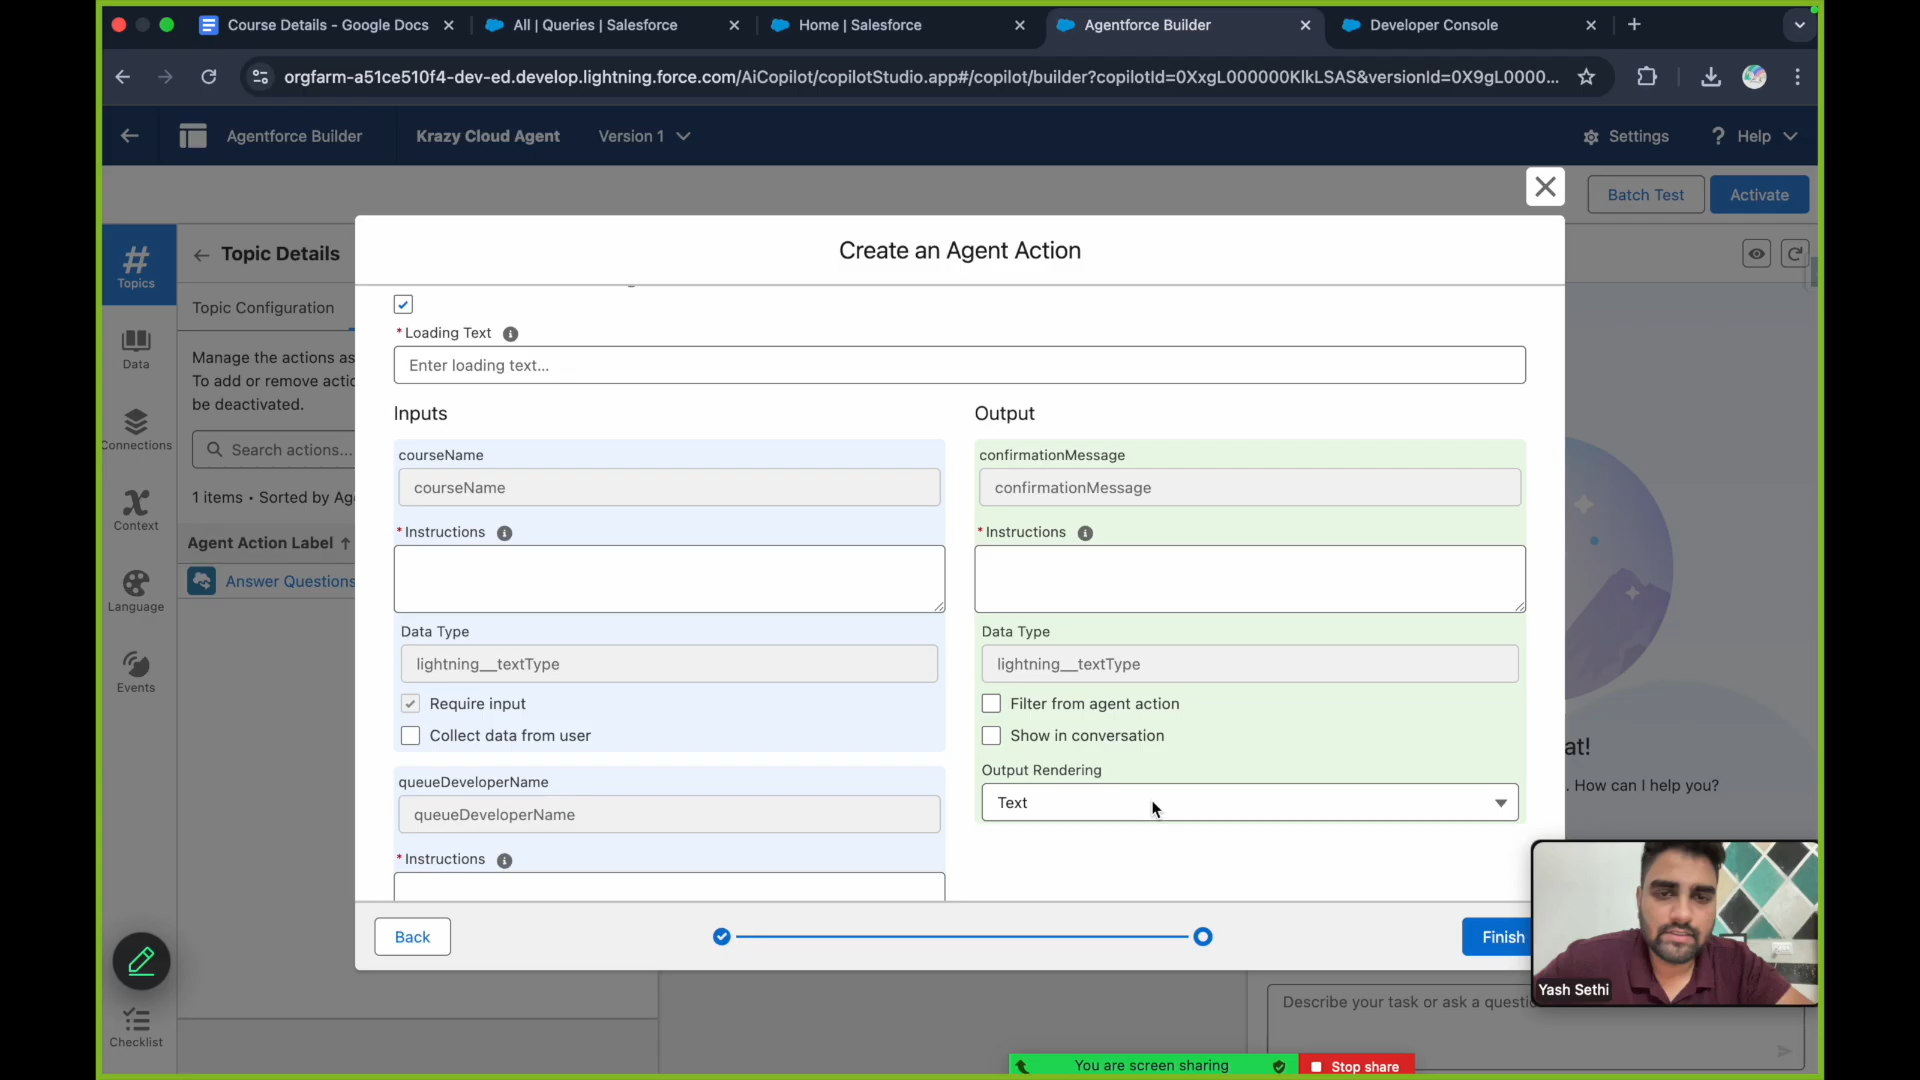 Course Details - Google Docs
All | Queries | Salesforce
Home | Salesforce
Agentforce Builder
Developer Console
orgfarm-a51ce510f4-dev-ed.develop.lightning.force.com/AiCopilot/copilotStudio.app#/copilot/builder?copilotId=0XxgL000000KIkLSAS&versionId=0X9gL0000...
Agentforce Builder
Krazy Cloud Agent
Version 1
Settings
Help
Batch Test
Activate
Create an Agent Action
Topics
Data
Connections
Context
Language
Events
Checklist
Topic Details
Topic Configuration
Manage the actions as
To add or remove actio
be deactivated.
Search actions...
1 items • Sorted by Age
Agent Action Label ↑
Answer Questions
* Loading Text
Enter loading text...
Inputs
courseName
courseName
* Instructions
Data Type
lightning__textType
Require input
Collect data from user
queueDeveloperName
queueDeveloperName
* Instructions
Output
confirmationMessage
confirmationMessage
* Instructions
Data Type
lightning__textType
Filter from agent action
Show in conversation
Output Rendering
Text
Back
Finish
at!
. How can I help you?
Yash Sethi
Describe your task or ask a questio
You are screen sharing
Stop share